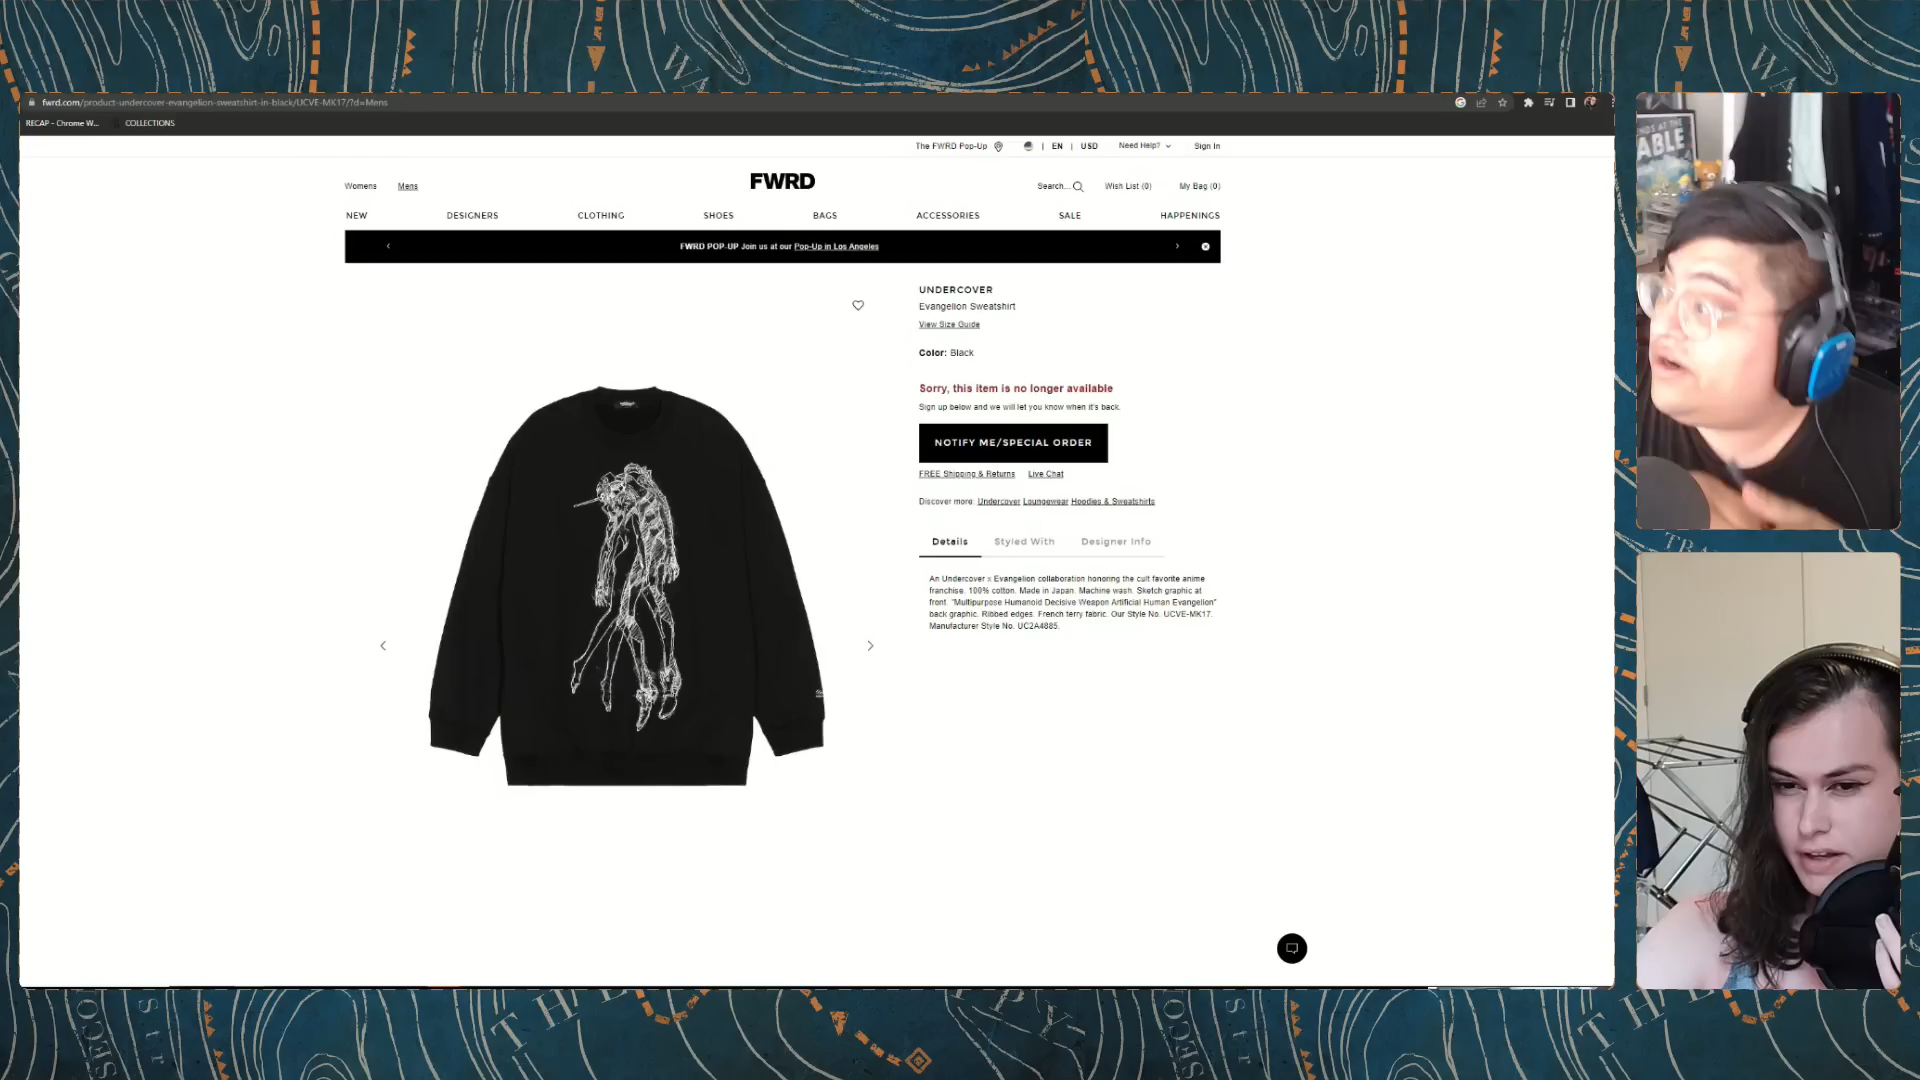 fwrd.com/product-undercover-evangelion-sweatshirt-in-black/UCVE-MK17/?d=Mens
RECAP - Chrome W... COLLECTIONS
The FWRD Pop-Up | EN | USD Need Help? Sign In
Womens Mens FWRD Search... Wish List (0) My Bag (0)
NEW DESIGNERS CLOTHING SHOES BAGS ACCESSORIES SALE HAPPENINGS
FWRD POP-UP Join us at our Pop-Up in Los Angeles
UNDERCOVER
Evangelion Sweatshirt
View Size Guide
Color: Black
Sorry, this item is no longer available
Sign up below and we will let you know when it's back.
NOTIFY ME/SPECIAL ORDER
FREE Shipping & Returns Live Chat
Discover more: Undercover Loungewear Hoodies & Sweatshirts
Details Styled With Designer Info
An Undercover x Evangelion collaboration honoring the cult favorite anime
franchise. 100% cotton. Made in Japan. Machine wash. Sketch graphic at
front. "Multipurpose Humanoid Decisive Weapon Artificial Human Evangelion"
back graphic. Ribbed edges. French terry fabric. Our Style No. UCVE-MK17.
Manufacturer Style No. UC2A4885.